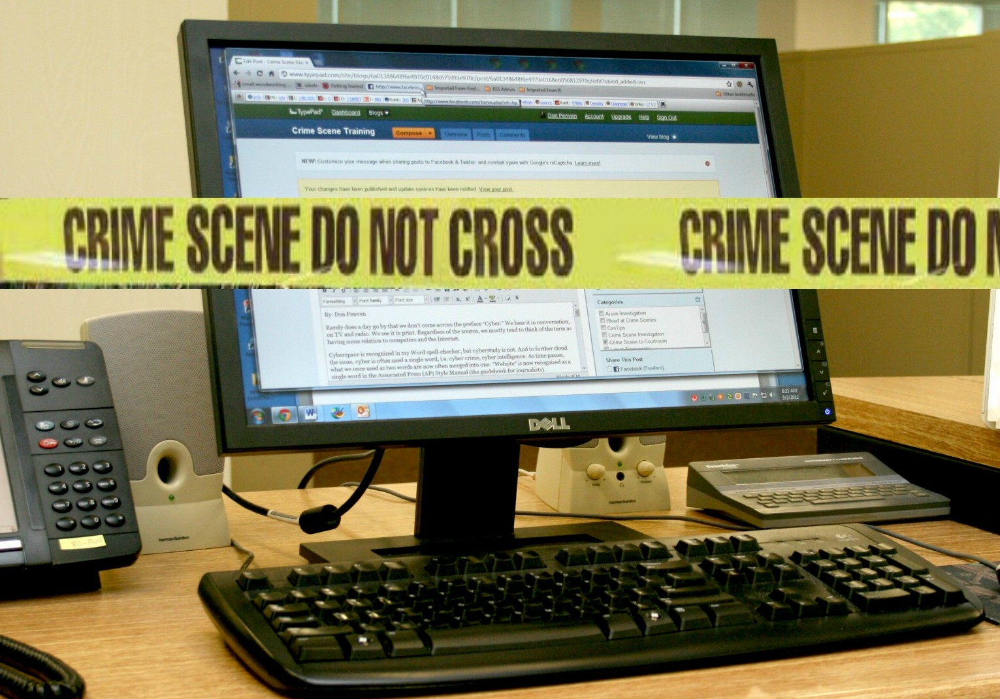 Edit Post - Crime Scene Trai
www.typepad.com/site/blogs/6a01348648f6e4970c0148c675993e970c/post/6a01348648f6e4970c0168eb056812970c/edit?saved_added=nu
small woodworking ... Getting Started http://www.faceboo... Imported From Firef... RSS Admin Imported From IE Other bookmarks
http://www.facebook.com/home.php?ref=hp
TypePad Dashboard Blogs Don Penven Account Upgrade Help Sign Out
Crime Scene Training Compose Overview Posts Comments View blog
NEW! Customize your message when sharing posts to Facebook & Twitter, and combat spam with Google's reCaptcha. Learn more!
Your changes have been published and update services have been notified. View your post.
CRIME SCENE DO NOT CROSS CRIME SCENE DO N
Formatting Font family Font size
By: Don Penven
Rarely does a day go by that we don't come across the preface "Cyber." We hear it in conversation,
on TV and radio. We see it in print. Regardless of the source, we mostly tend to think of the term as
having some relation to computers and the Internet.
Cyberspace is recognized in my Word spell-checker, but cyberstudy is not. And to further cloud
the issue, cyber is often used a single word, i.e. cyber crime, cyber intelligence. As time passes,
what we once used as two words are now often merged into one. "Website" is now recognized as a
single word in the Associated Press (AP) Style Manual (the guidebook for journalists).
Categories
Arson Investigation
Blood at Crime Scenes
CasTips
Crime Scene Investigation
Crime Scene to Courtroom
Latent Fingerprints
Share This Post
Facebook (Treefern)
8:21 AM
5/2/2012
DELL
harman/kardon
harman/kardon